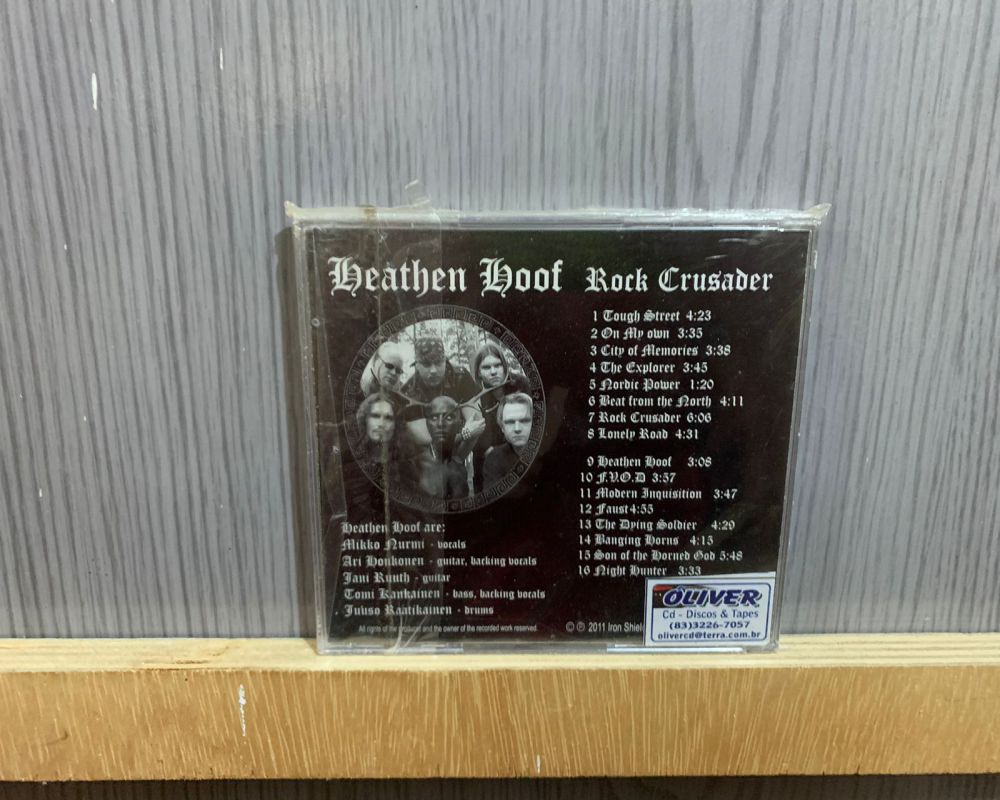 Heathen Hoof Rock Crusader
1 Tough Street 4:23
2 On My own 3:35
3 City of Memories 3:38
4 The Explorer 3:45
5 Nordic Power 1:20
6 Beat from the North 4:11
7 Rock Crusader 6:06
8 Lonely Road 4:31
9 Heathen Hoof 3:08
10 F.V.O.D 3:57
11 Modern Inquisition 3:47
12 Faust 4:55
13 The Dying Soldier 4:29
14 Banging Horns 4:15
15 Son of the Horned God 5:48
16 Night Hunter 3:33
Heathen Hoof are:
Mikko Nurmi - vocals
Ari Honkonen - guitar, backing vocals
Jani Ruuth - guitar
Tomi Kankainen - bass, backing vocals
Juuso Raatikainen - drums
All rights of the producer and the owner of the recorded work reserved.
© ℗ 2011 Iron Shield
OLIVER
Cd - Discos & Tapes
(83)3226-7057
olivercd@terra.com.br